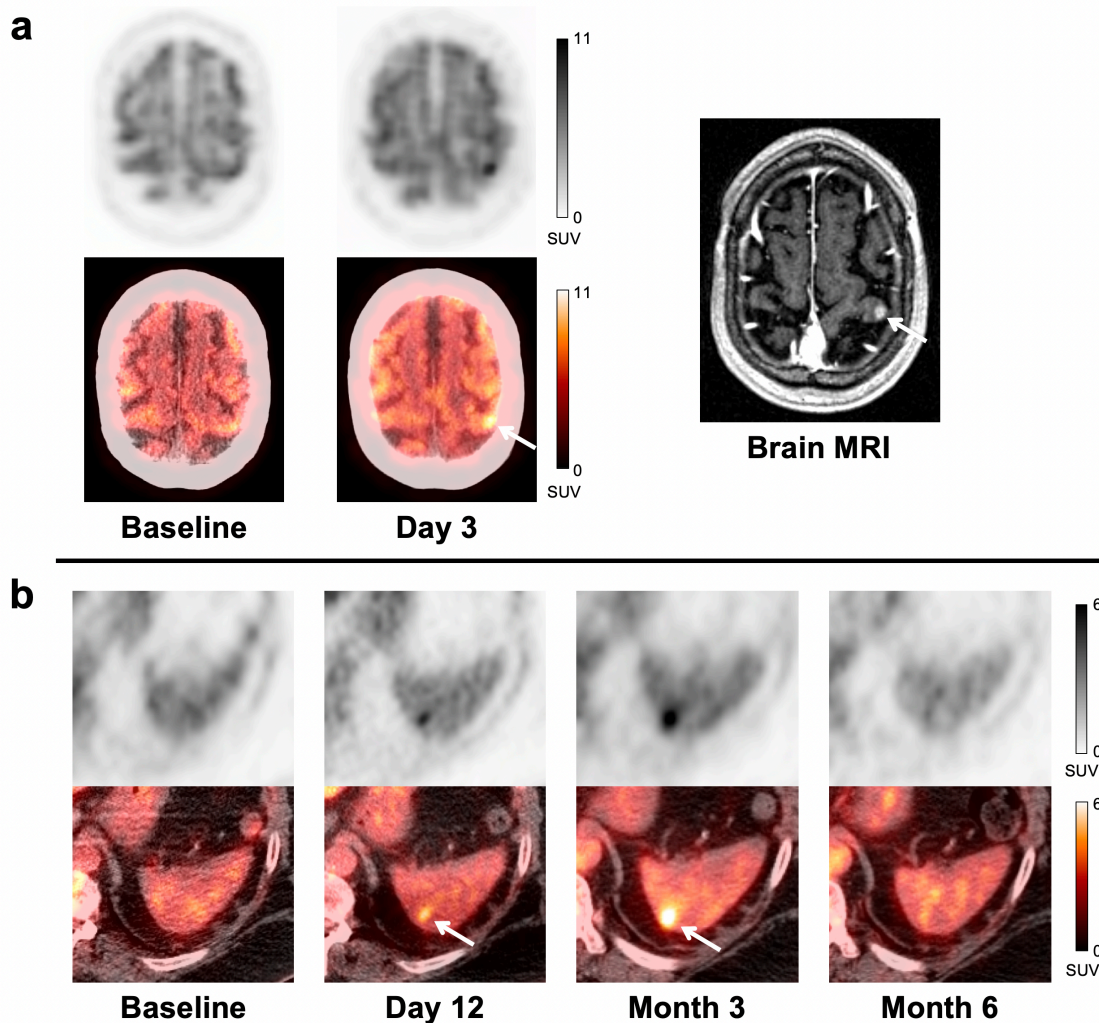 a
11
0
SUV
11
0
SUV
Baseline
Day 3
Brain MRI
b
6
0
SUV
6
0
SUV
Baseline
Day 12
Month 3
Month 6